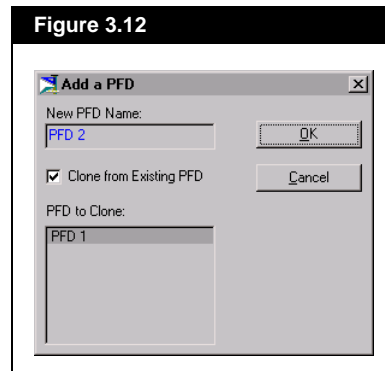 Figure 3.12
Add a PFD
New PFD Name:
PFD 2
OK
Clone from Existing PFD
Cancel
PFD to Clone:
PFD 1